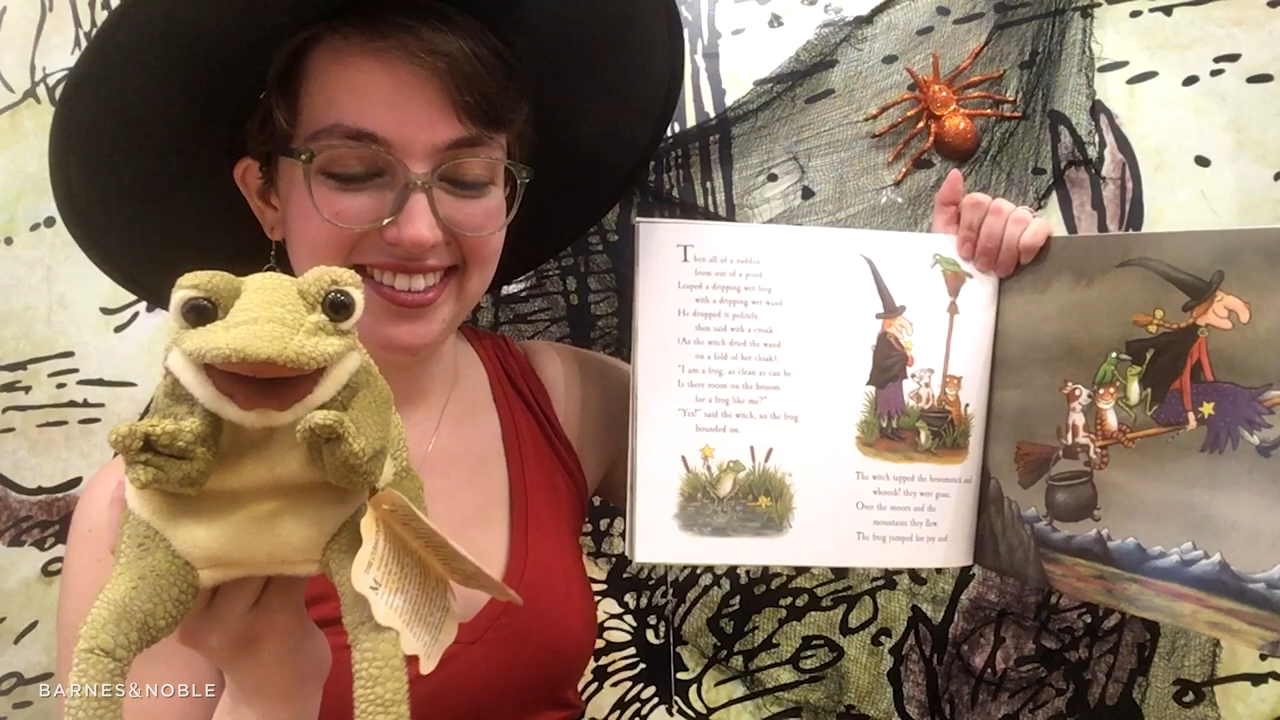 Then all of a sudden
from out of a pond
Leaped a dripping wet frog
with a dripping wet wand.
He dropped it politely,
then said with a croak
(As the witch dried the wand
on a fold of her cloak)
"I am a frog, as clean as can be.
Is there room on the broom
for a frog like me?"
"Yes!" said the witch, so the frog
bounded on.
The witch tapped the broomstick and
whoosh! they were gone.
Over the moors and the
mountains they flew.
The frog jumped for joy and
BARNES&NOBLE